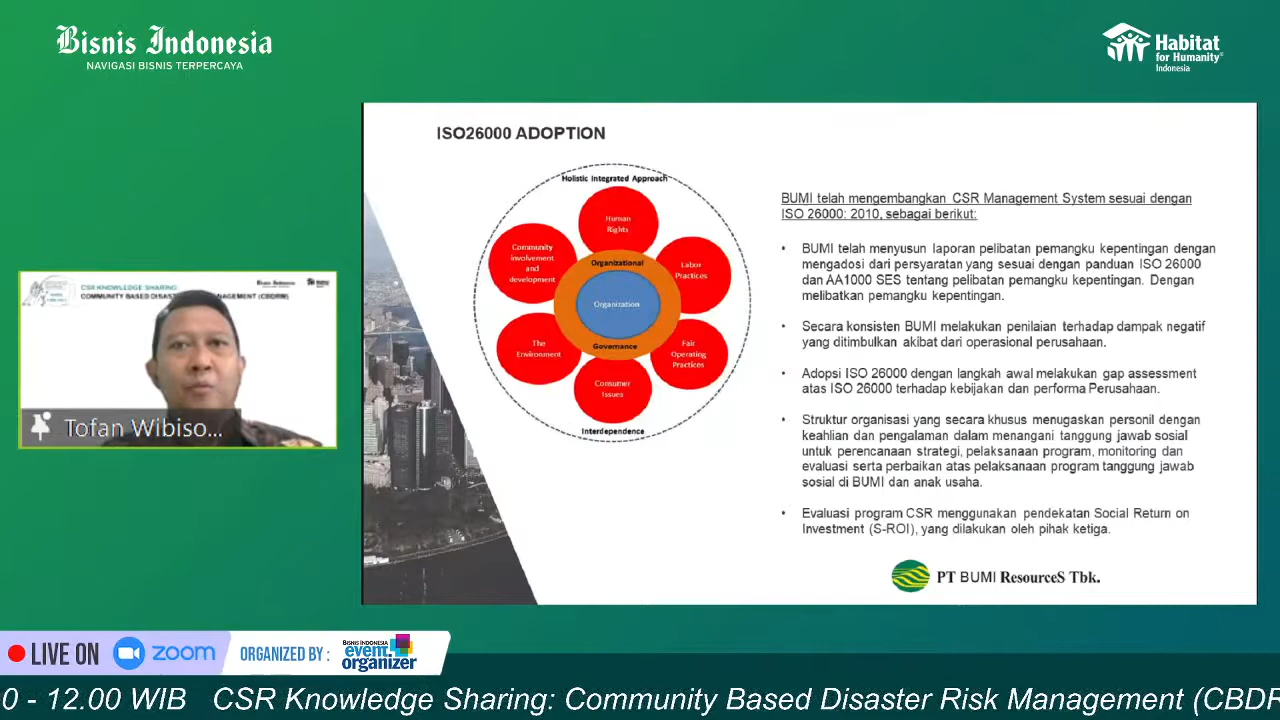 Bisnis Indonesia
NAVIGASI BISNIS TERPERCAYA
Habitat
for Humanity®
Indonesia
ISO26000 ADOPTION
Holistic Integrated Approach
Human
Rights
Community
involvement
and
development
Labor
Practices
Organizational
Organization
Governance
The
Environment
Fair
Operating
Practices
Consumer
Issues
Interdependence
BUMI telah mengembangkan CSR Management System sesuai dengan
ISO 26000: 2010, sebagai berikut:
• BUMI telah menyusun laporan pelibatan pemangku kepentingan dengan
mengadosi dari persyaratan yang sesuai dengan panduan ISO 26000
dan AA1000 SES tentang pelibatan pemangku kepentingan. Dengan
melibatkan pemangku kepentingan.
• Secara konsisten BUMI melakukan penilaian terhadap dampak negatif
yang ditimbulkan akibat dari operasional perusahaan.
• Adopsi ISO 26000 dengan langkah awal melakukan gap assessment
atas ISO 26000 terhadap kebijakan dan performa Perusahaan.
• Struktur organisasi yang secara khusus menugaskan personil dengan
keahlian dan pengalaman dalam menangani tanggung jawab sosial
untuk perencanaan strategi, pelaksanaan program, monitoring dan
evaluasi serta perbaikan atas pelaksanaan program tanggung jawab
sosial di BUMI dan anak usaha.
• Evaluasi program CSR menggunakan pendekatan Social Return on
Investment (S-ROI), yang dilakukan oleh pihak ketiga.
PT BUMI ResourceS Tbk.
CSR KNOWLEDGE SHARING
COMMUNITY BASED DISASTER
MANAGEMENT (CBDRM)
Tofan Wibiso...
LIVE ON
zoom
ORGANIZED BY :
BISNIS INDONESIA
event
organizer
0 - 12.00 WIB CSR Knowledge Sharing: Community Based Disaster Risk Management (CBDR